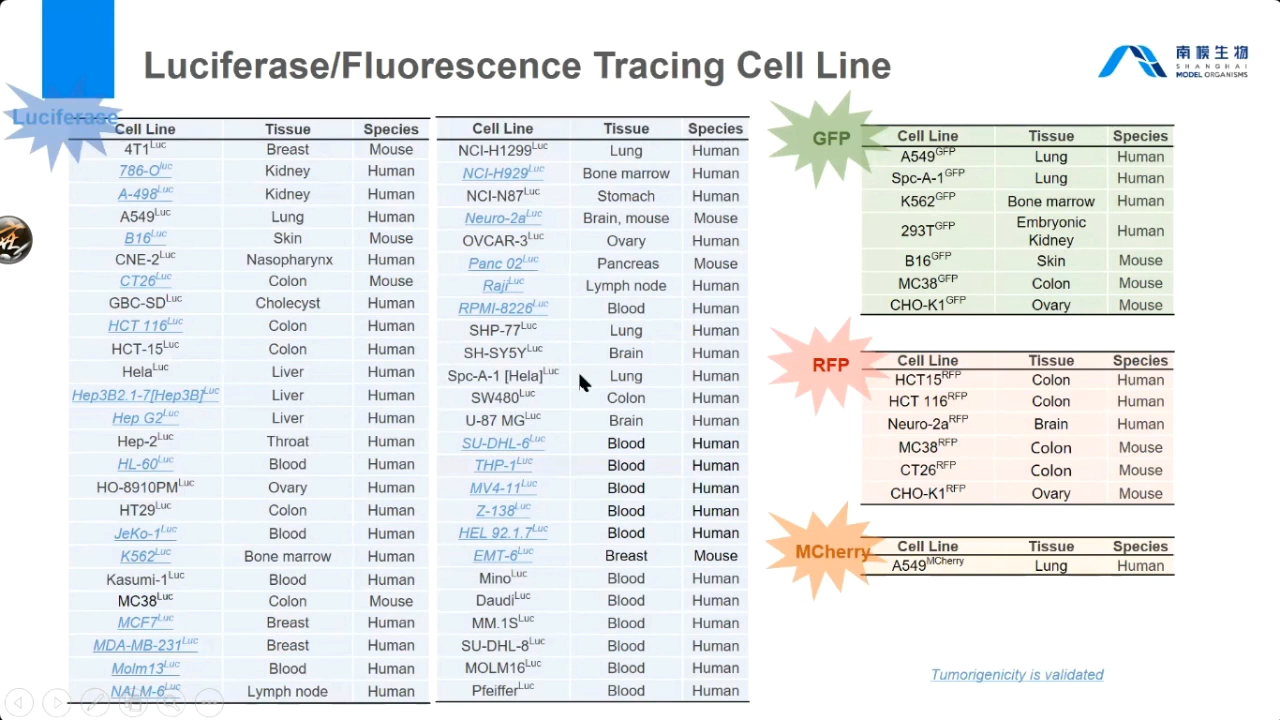 Luciferase/Fluorescence Tracing Cell Line
南模生物
SHANGHAI
MODEL ORGANISMS
Luciferase
Cell Line Tissue Species
4T1Luc Breast Mouse
786-Oluc Kidney Human
A-498Luc Kidney Human
A549Luc Lung Human
B16Luc Skin Mouse
CNE-2Luc Nasopharynx Human
CT26Luc Colon Mouse
GBC-SDLuc Cholecyst Human
HCT 116Luc Colon Human
HCT-15Luc Colon Human
HelaLuc Liver Human
Hep3B2.1-7[Hep3B]Luc Liver Human
Hep G2Luc Liver Human
Hep-2Luc Throat Human
HL-60Luc Blood Human
HO-8910PMLuc Ovary Human
HT29Luc Colon Human
JeKo-1Luc Blood Human
K562Luc Bone marrow Human
Kasumi-1Luc Blood Human
MC38Luc Colon Mouse
MCF7Luc Breast Human
MDA-MB-231Luc Breast Human
Molm13Luc Blood Human
NALM-6Luc Lymph node Human
Cell Line Tissue Species
NCI-H1299Luc Lung Human
NCI-H929Luc Bone marrow Human
NCI-N87Luc Stomach Human
Neuro-2aLuc Brain, mouse Mouse
OVCAR-3Luc Ovary Human
Panc 02Luc Pancreas Mouse
RajiLuc Lymph node Human
RPMI-8226Luc Blood Human
SHP-77Luc Lung Human
SH-SY5YLuc Brain Human
Spc-A-1 [Hela]Luc Lung Human
SW480Luc Colon Human
U-87 MGLuc Brain Human
SU-DHL-6Luc Blood Human
THP-1Luc Blood Human
MV4-11Luc Blood Human
Z-138Luc Blood Human
HEL 92.1.7Luc Blood Human
EMT-6Luc Breast Mouse
MinoLuc Blood Human
DaudiLuc Blood Human
MM.1SLuc Blood Human
SU-DHL-8Luc Blood Human
MOLM16Luc Blood Human
PfeifferLuc Blood Human
GFP
Cell Line Tissue Species
A549GFP Lung Human
Spc-A-1GFP Lung Human
K562GFP Bone marrow Human
293TGFP Embryonic Kidney Human
B16GFP Skin Mouse
MC38GFP Colon Mouse
CHO-K1GFP Ovary Mouse
RFP
Cell Line Tissue Species
HCT15RFP Colon Human
HCT 116RFP Colon Human
Neuro-2aRFP Brain Human
MC38RFP Colon Mouse
CT26RFP Colon Mouse
CHO-K1RFP Ovary Mouse
MCherry
Cell Line Tissue Species
A549MCherry Lung Human
Tumorigenicity is validated